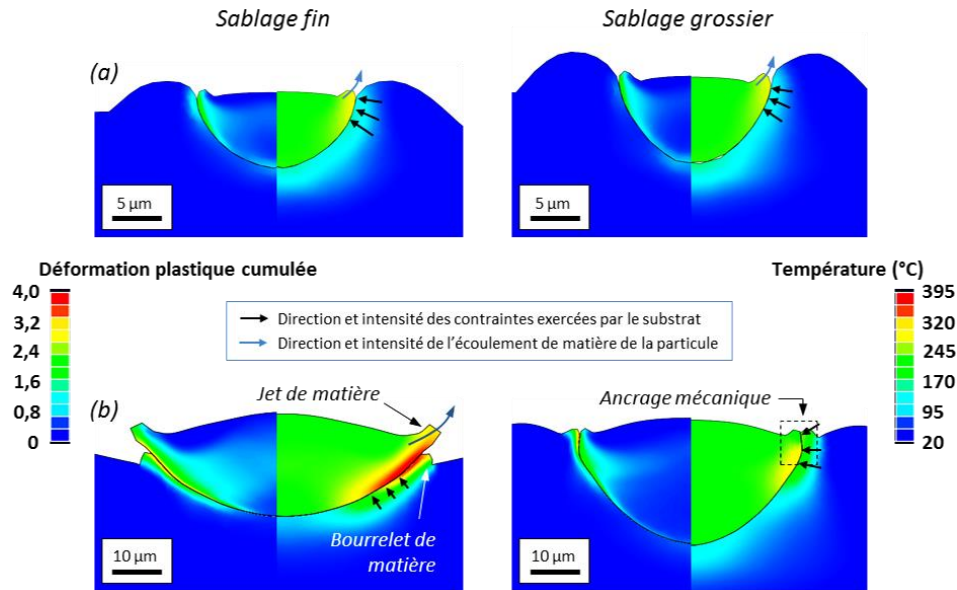 Sablage fin
Sablage grossier
(a)
5 µm
5 µm
Déformation plastique cumulée
Température (°C)
4,0
3,2
2,4
1,6
0,8
0
Direction et intensité des contraintes exercées par le substrat
Direction et intensité de l'écoulement de matière de la particule
395
320
245
170
95
20
(b)
Jet de matière
Ancrage mécanique
Bourrelet de
matière
10 µm
10 µm